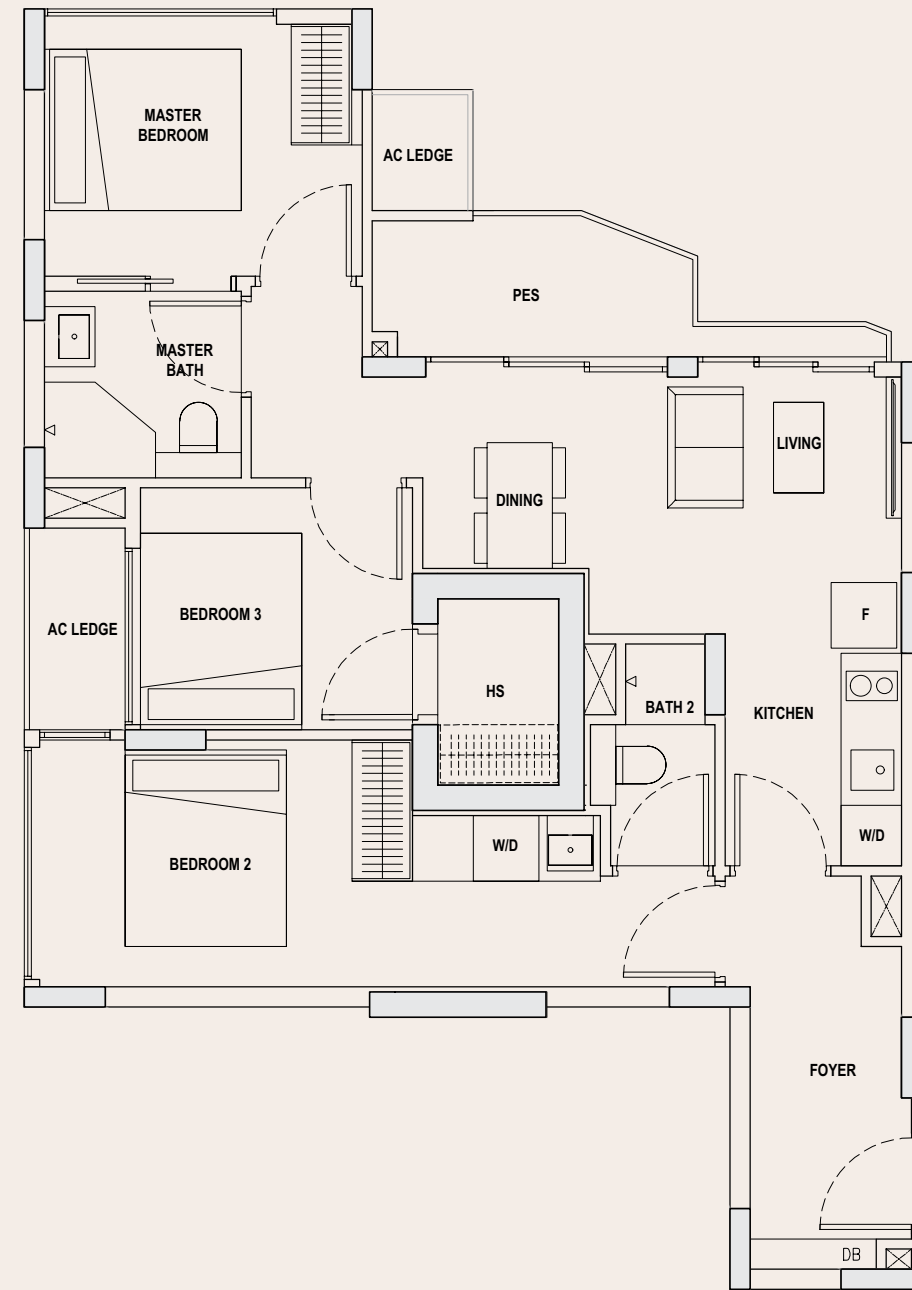 MASTER
BEDROOM
AC LEDGE
PES
MASTER
BATH
LIVING
DINING
BEDROOM 3
F
AC LEDGE
HS
BATH 2
KITCHEN
W/D
W/D
BEDROOM 2
FOYER
DB